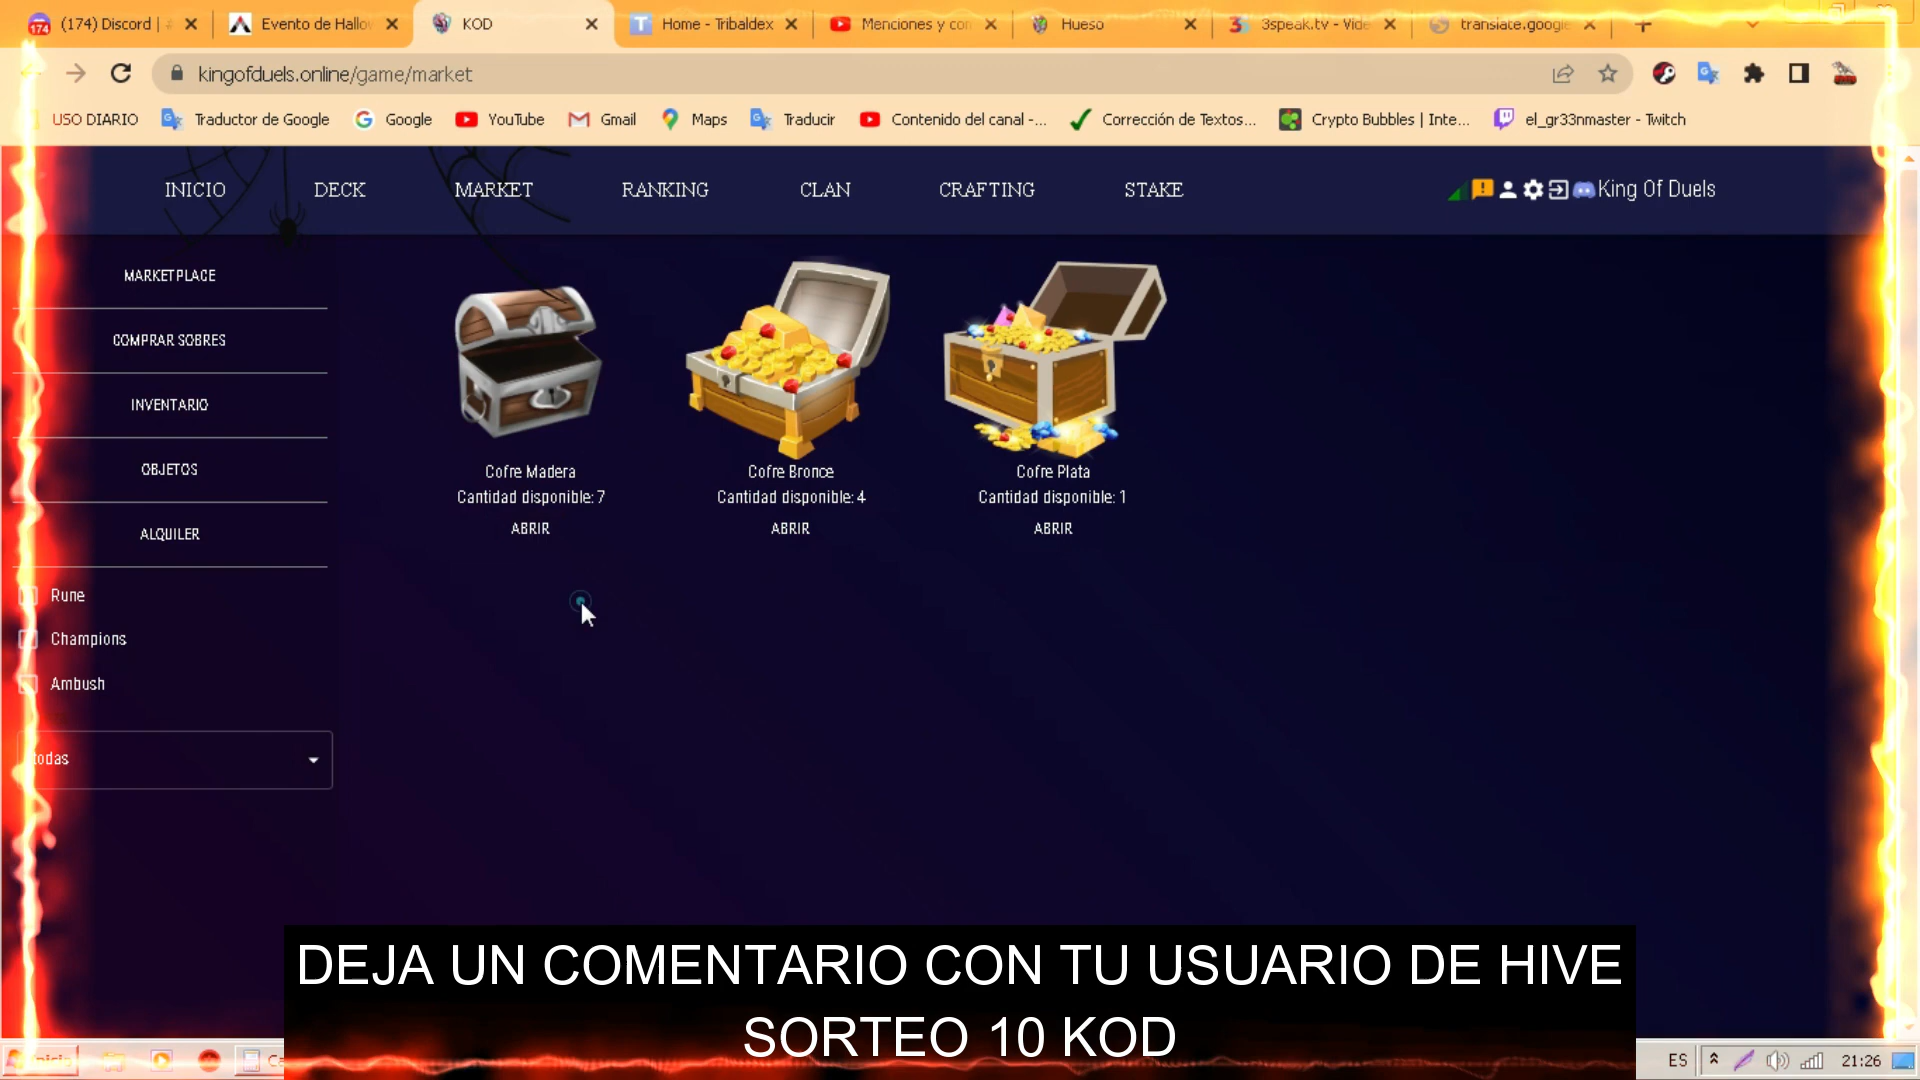 174
(174) Discord | #
Evento de Hallov
KOD
Home - Tribaldex
Menciones y con
Hueso
3speak.tv - Vide
translate.google
kingofduels.online/game/market
USO DIARIO
Traductor de Google
Google
YouTube
Gmail
Maps
Traducir
Contenido del canal -...
Corrección de Textos...
Crypto Bubbles | Inte...
el_gr33nmaster - Twitch
INICIO
DECK
MARKET
RANKING
CLAN
CRAFTING
STAKE
King Of Duels
MARKETPLACE
COMPRAR SOBRES
INVENTARIO
OBJETOS
ALQUILER
Rune
Champions
Ambush
todas
Cofre Madera
Cantidad disponible: 7
ABRIR
Cofre Bronce
Cantidad disponible: 4
ABRIR
Cofre Plata
Cantidad disponible: 1
ABRIR
DEJA UN COMENTARIO CON TU USUARIO DE HIVE
SORTEO 10 KOD
ES
21:26